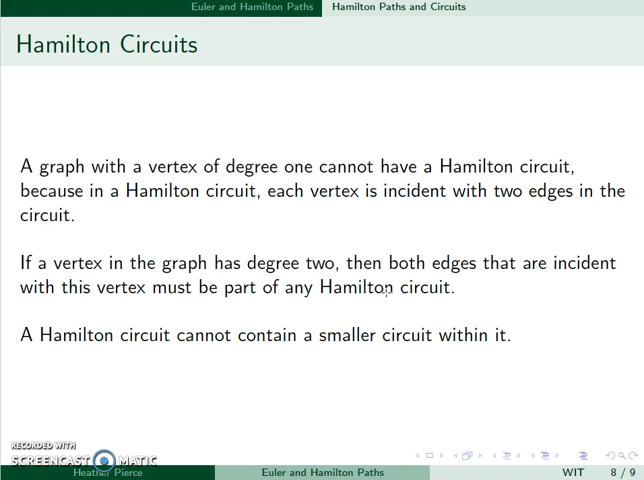 Euler and Hamilton Paths Hamilton Paths and Circuits
Hamilton Circuits
A graph with a vertex of degree one cannot have a Hamilton circuit,
because in a Hamilton circuit, each vertex is incident with two edges in the
circuit.
If a vertex in the graph has degree two, then both edges that are incident
with this vertex must be part of any Hamilton circuit.
A Hamilton circuit cannot contain a smaller circuit within it.
RECORDED WITH
SCREENCAST MATIC
Heather Pierce Euler and Hamilton Paths WIT 8 / 9